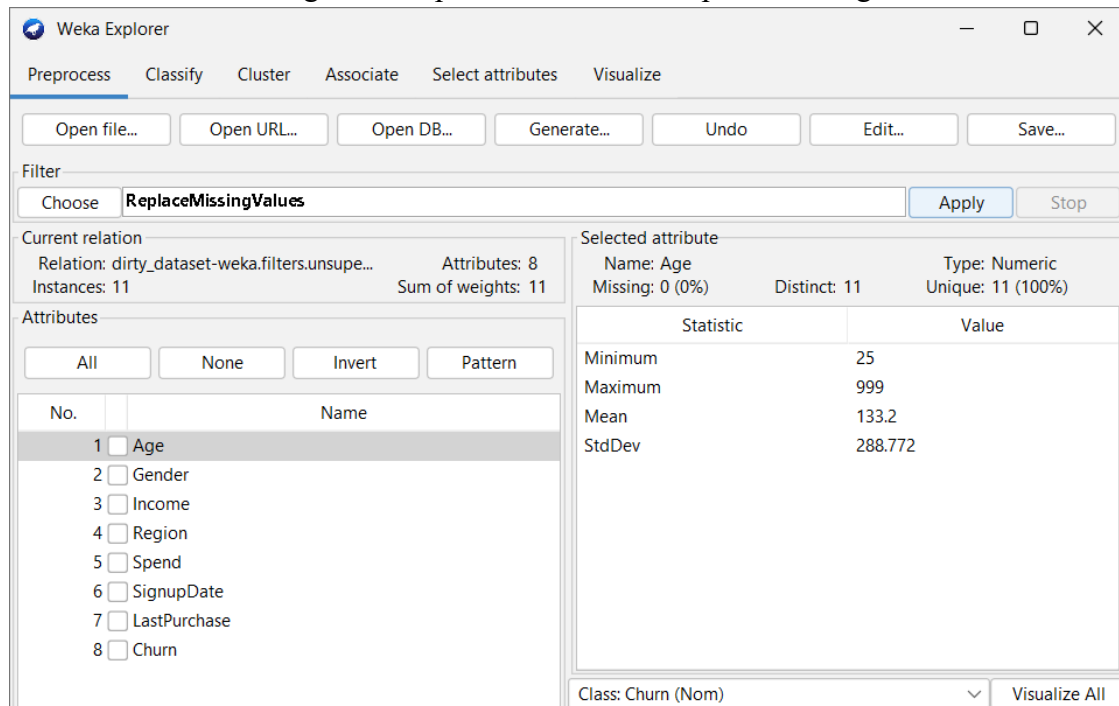 Weka Explorer
Preprocess Classify Cluster Associate Select attributes Visualize
Open file... Open URL... Open DB... Generate... Undo Edit... Save...
Filter
Choose ReplaceMissingValues Apply Stop
Current relation
Relation: dirty_dataset-weka.filters.unsupe... Attributes: 8
Instances: 11 Sum of weights: 11
Attributes
All None Invert Pattern
No. Name
1 Age
2 Gender
3 Income
4 Region
5 Spend
6 SignupDate
7 LastPurchase
8 Churn
Selected attribute
Name: Age Type: Numeric
Missing: 0 (0%) Distinct: 11 Unique: 11 (100%)
Statistic Value
Minimum 25
Maximum 999
Mean 133.2
StdDev 288.772
Class: Churn (Nom) Visualize All